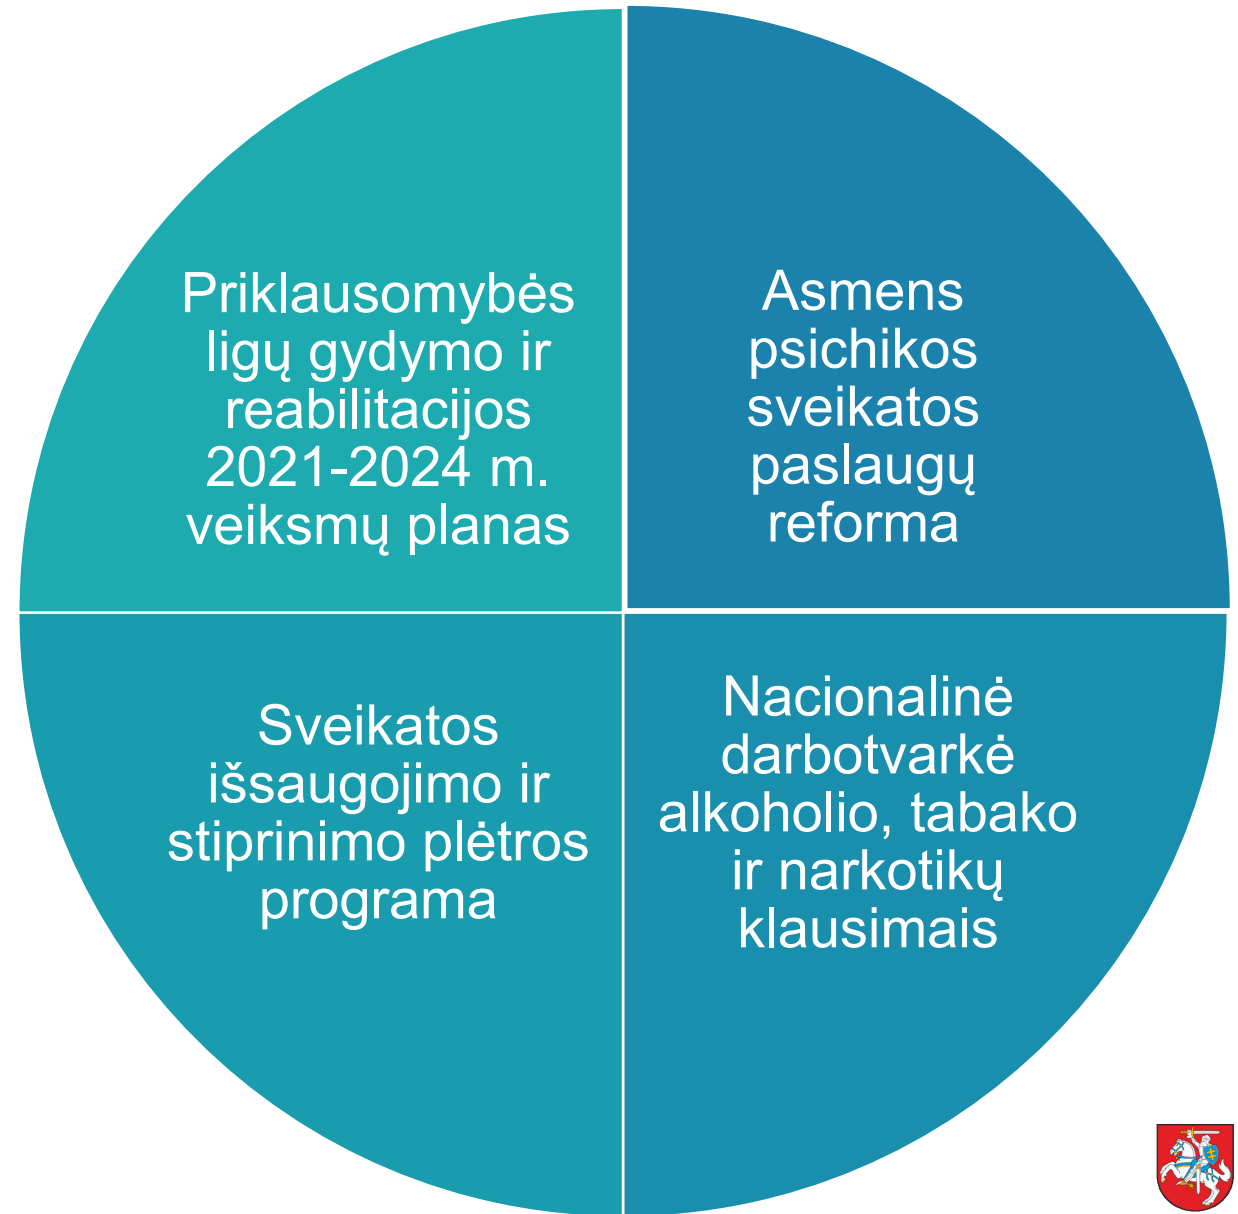 Priklausomybės
ligų gydymo ir
reabilitacijos
2021-2024 m.
veiksmų planas
Asmens
psichikos
sveikatos
paslaugų
reforma
Sveikatos
išsaugojimo ir
stiprinimo plėtros
programa
Nacionalinė
darbotvarkė
alkoholio, tabako
ir narkotikų
klausimais